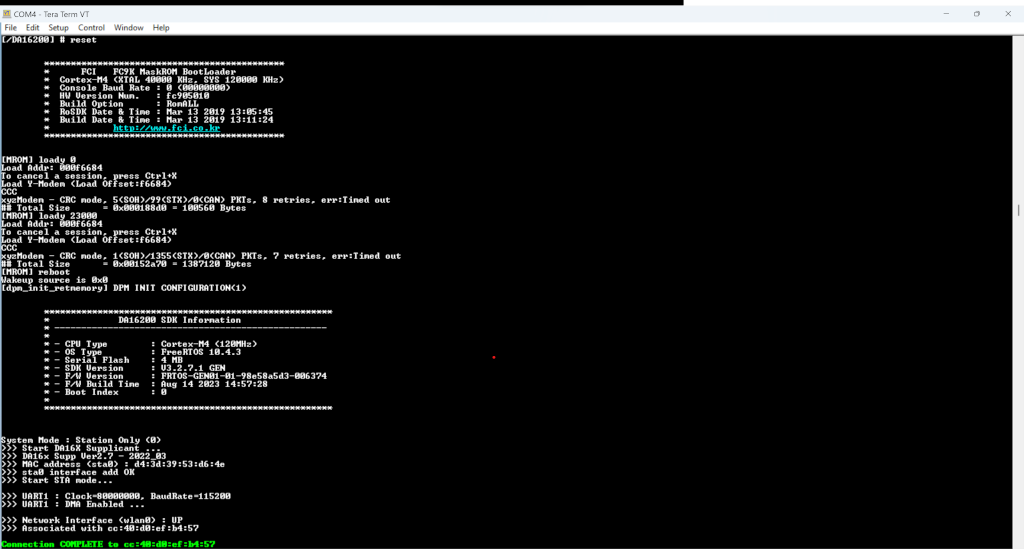 COM4 - Tera Term VT
File Edit Setup Control Window Help
[/DA16200] # reset
*********************************************
* FCI FC9K MaskROM BootLoader
* Cortex-M4 (XTAL 40000 KHz, SYS 120000 KHz)
* Console Baud Rate : 0 (00000000)
* HW Version Num. : fc905010
* Build Option : RomALL
* RoSDK Date & Time : Mar 13 2019 13:05:45
* Build Date & Time : Mar 13 2019 13:11:24
* http://www.fci.co.kr
*********************************************
[MROM] loady 0
Load Addr: 000f6684
To cancel a session, press Ctrl+X
Load Y-Modem (Load Offset:f6684)
CCC
xyzModem - CRC mode, 5(SOH)/99(STX)/0(CAN) PKTs, 8 retries, err:Timed out
## Total Size = 0x000188d0 = 100560 Bytes
[MROM] loady 23000
Load Addr: 000f6684
To cancel a session, press Ctrl+X
Load Y-Modem (Load Offset:f6684)
CCC
xyzModem - CRC mode, 1(SOH)/1355(STX)/0(CAN) PKTs, 7 retries, err:Timed out
## Total Size = 0x00152a70 = 1387120 Bytes
[MROM] reboot
Wakeup source is 0x0
[dpm_init_retmemory] DPM INIT CONFIGURATION(1)
******************************************************
* DA16200 SDK Information
* ---------------------------------------------------
*
* - CPU Type : Cortex-M4 (120MHz)
* - OS Type : FreeRTOS 10.4.3
* - Serial Flash : 4 MB
* - SDK Version : V3.2.7.1 GEN
* - F/W Version : FRTOS-GEN01-01-98e58a5d3-006374
* - F/W Build Time : Aug 14 2023 14:57:28
* - Boot Index : 0
*
******************************************************
System Mode : Station Only (0)
>>> Start DA16X Supplicant ...
>>> DA16x Supp Ver2.7 - 2022_03
>>> MAC address (sta0) : d4:3d:39:53:d6:4e
>>> sta0 interface add OK
>>> Start STA mode...
>>> UART1 : Clock=80000000, BaudRate=115200
>>> UART1 : DMA Enabled ...
>>> Network Interface (wlan0) : UP
>>> Associated with cc:40:d0:ef:b4:57
Connection COMPLETE to cc:40:d0:ef:b4:57